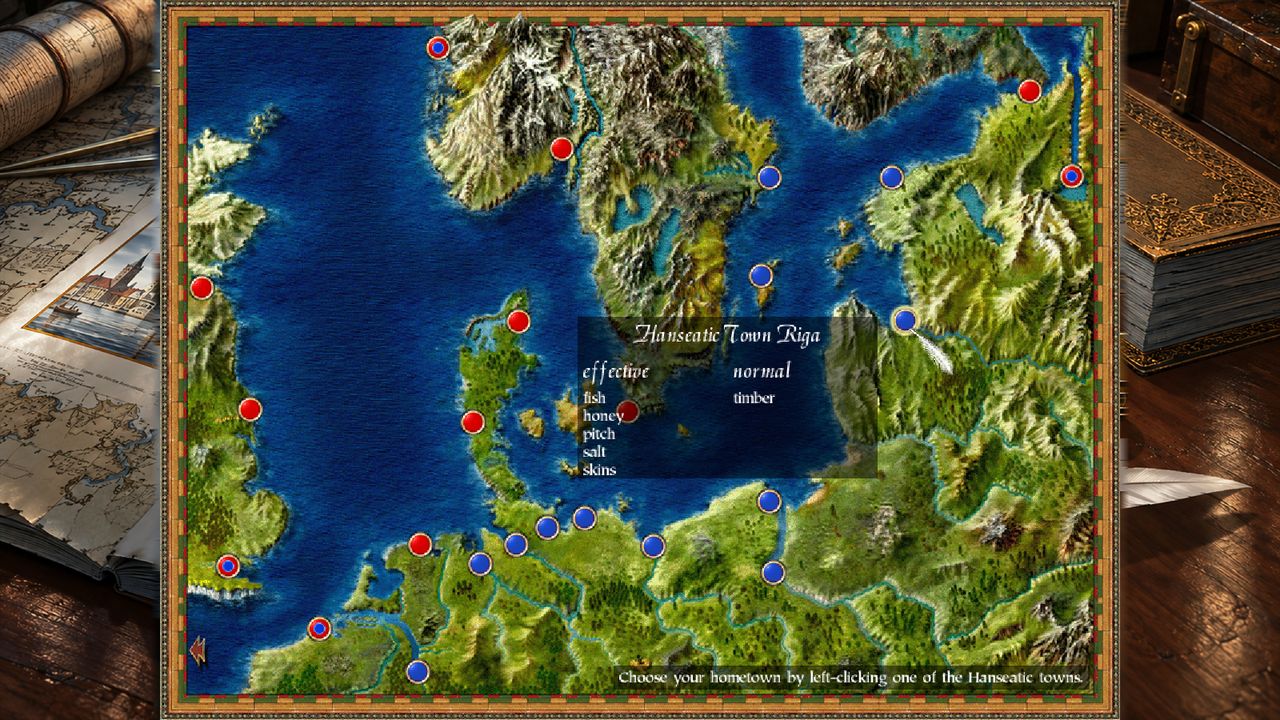 Hanseatic Town Riga
effective normal
fish timber
honey
pitch
salt
skins
Choose your hometown by left-clicking one of the Hanseatic towns.